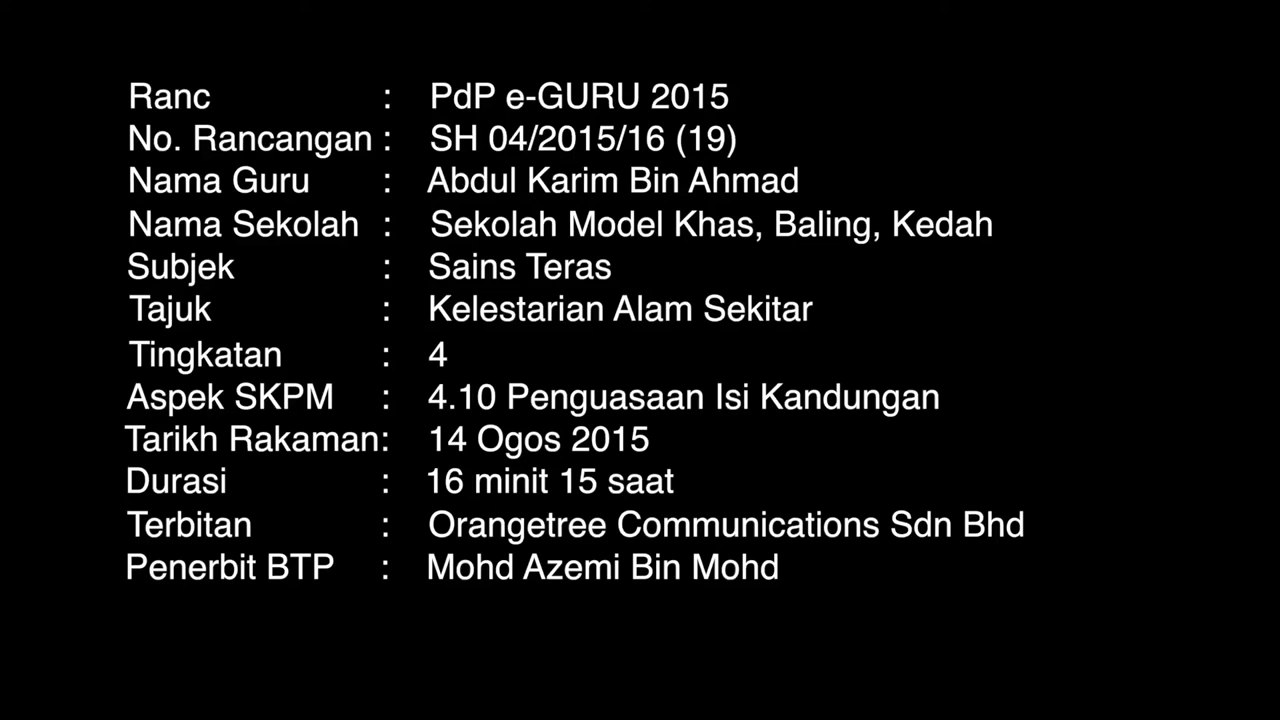 Ranc : PdP e-GURU 2015
No. Rancangan : SH 04/2015/16 (19)
Nama Guru : Abdul Karim Bin Ahmad
Nama Sekolah : Sekolah Model Khas, Baling, Kedah
Subjek : Sains Teras
Tajuk : Kelestarian Alam Sekitar
Tingkatan : 4
Aspek SKPM : 4.10 Penguasaan Isi Kandungan
Tarikh Rakaman: 14 Ogos 2015
Durasi : 16 minit 15 saat
Terbitan : Orangetree Communications Sdn Bhd
Penerbit BTP : Mohd Azemi Bin Mohd